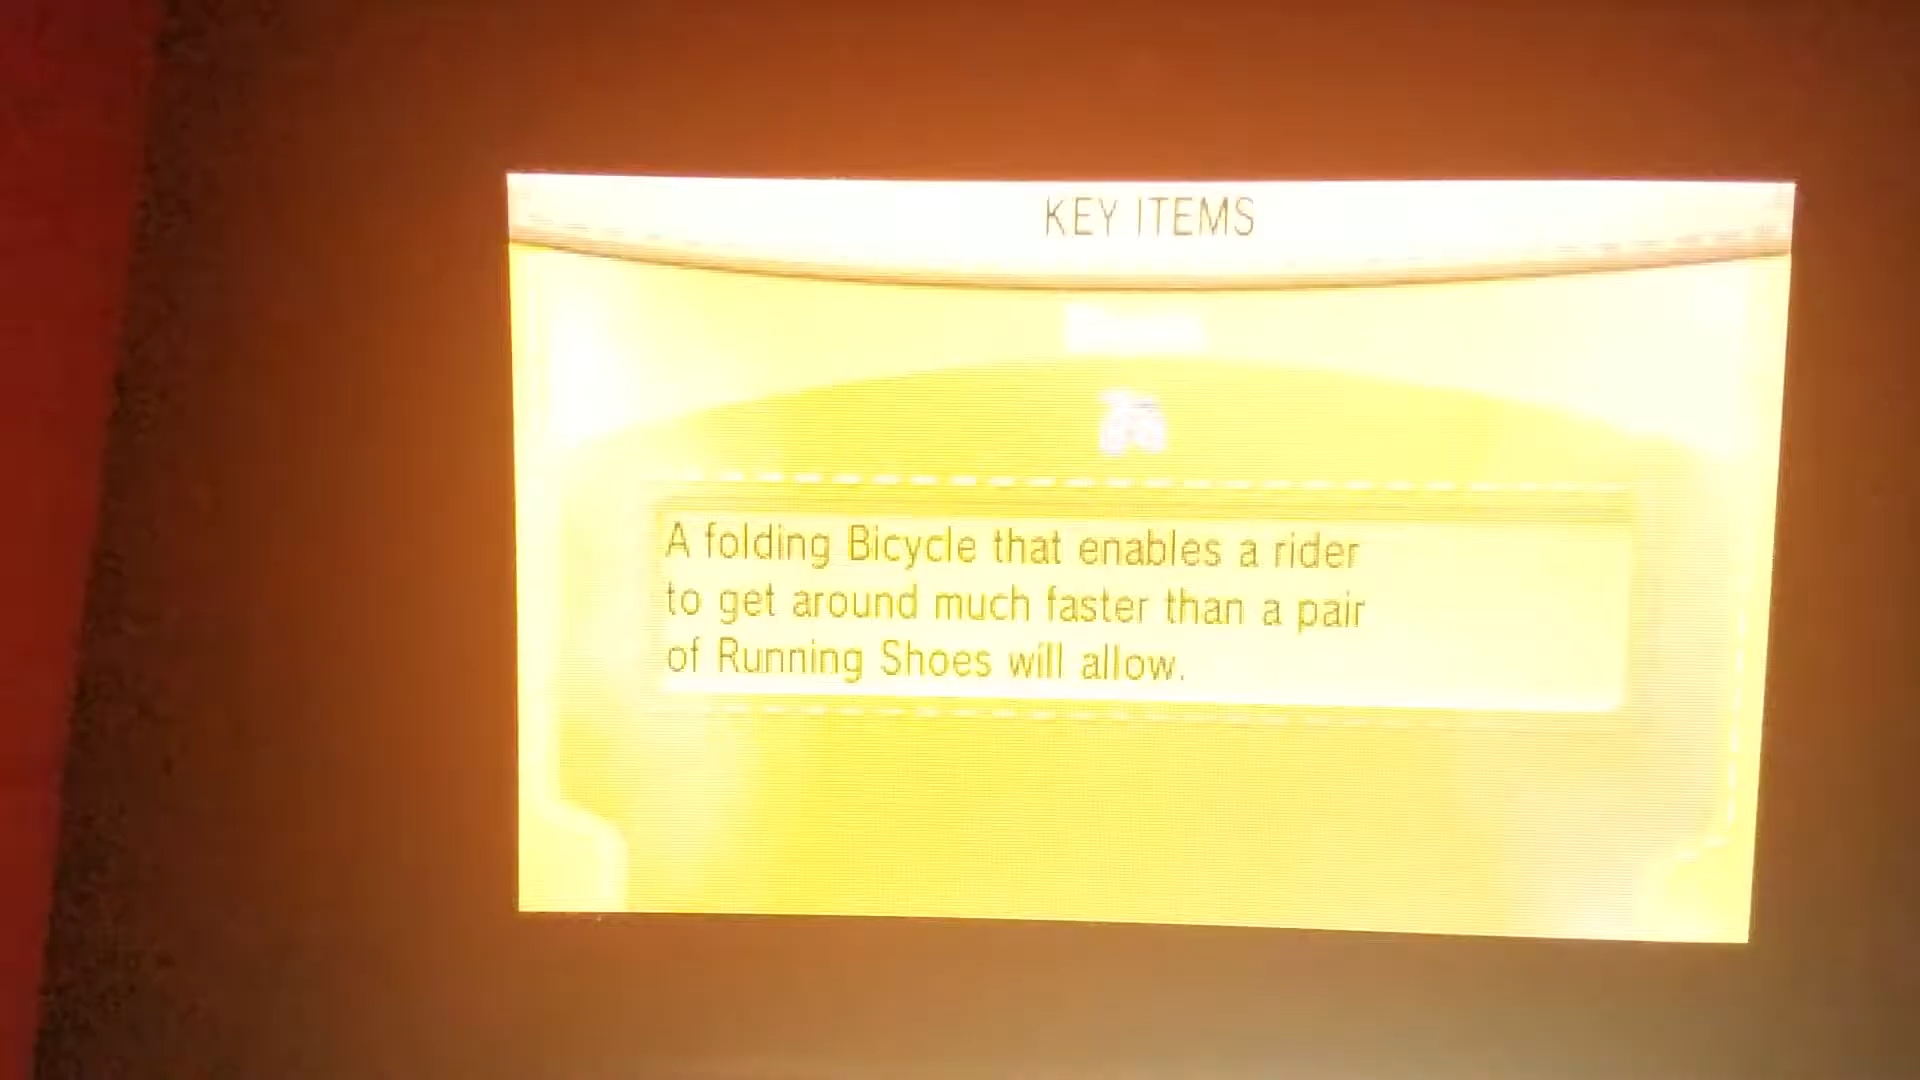 KEY ITEMS
A folding Bicycle that enables a rider
to get around much faster than a pair
of Running Shoes will allow.